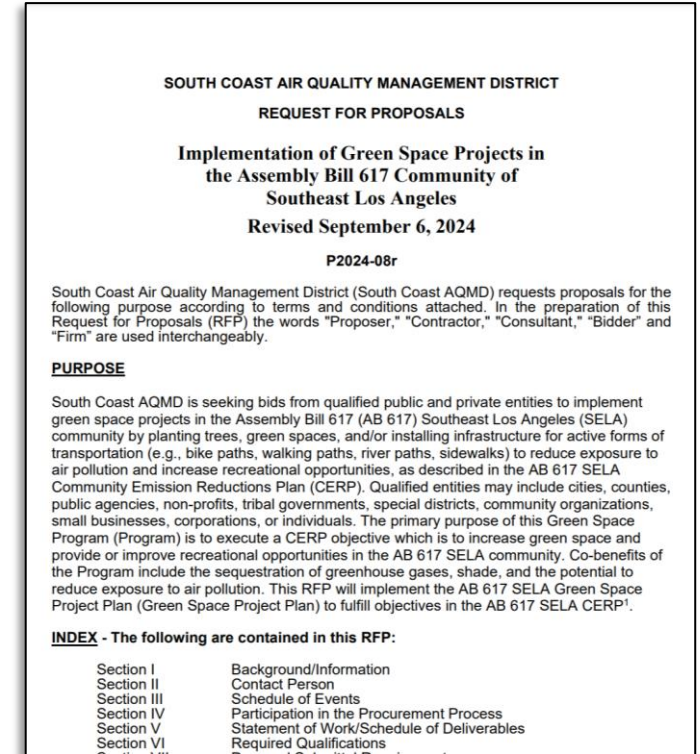 SOUTH COAST AIR QUALITY MANAGEMENT DISTRICT
REQUEST FOR PROPOSALS
Implementation of Green Space Projects in
the Assembly Bill 617 Community of
Southeast Los Angeles
Revised September 6, 2024
P2024-08r
South Coast Air Quality Management District (South Coast AQMD) requests proposals for the
following purpose according to terms and conditions attached. In the preparation of this
Request for Proposals (RFP) the words "Proposer," "Contractor," "Consultant," “Bidder” and
“Firm” are used interchangeably.
PURPOSE
South Coast AQMD is seeking bids from qualified public and private entities to implement
green space projects in the Assembly Bill 617 (AB 617) Southeast Los Angeles (SELA)
community by planting trees, green spaces, and/or installing infrastructure for active forms of
transportation (e.g., bike paths, walking paths, river paths, sidewalks) to reduce exposure to
air pollution and increase recreational opportunities, as described in the AB 617 SELA
Community Emission Reductions Plan (CERP). Qualified entities may include cities, counties,
public agencies, non-profits, tribal governments, special districts, community organizations,
small businesses, corporations, or individuals. The primary purpose of this Green Space
Program (Program) is to execute a CERP objective which is to increase green space and
provide or improve recreational opportunities in the AB 617 SELA community. Co-benefits of
the Program include the sequestration of greenhouse gases, shade, and the potential to
reduce exposure to air pollution. This RFP will implement the AB 617 SELA Green Space
Project Plan (Green Space Project Plan) to fulfill objectives in the AB 617 SELA CERP¹.
INDEX - The following are contained in this RFP:
Section I Background/Information
Section II Contact Person
Section III Schedule of Events
Section IV Participation in the Procurement Process
Section V Statement of Work/Schedule of Deliverables
Section VI Required Qualifications